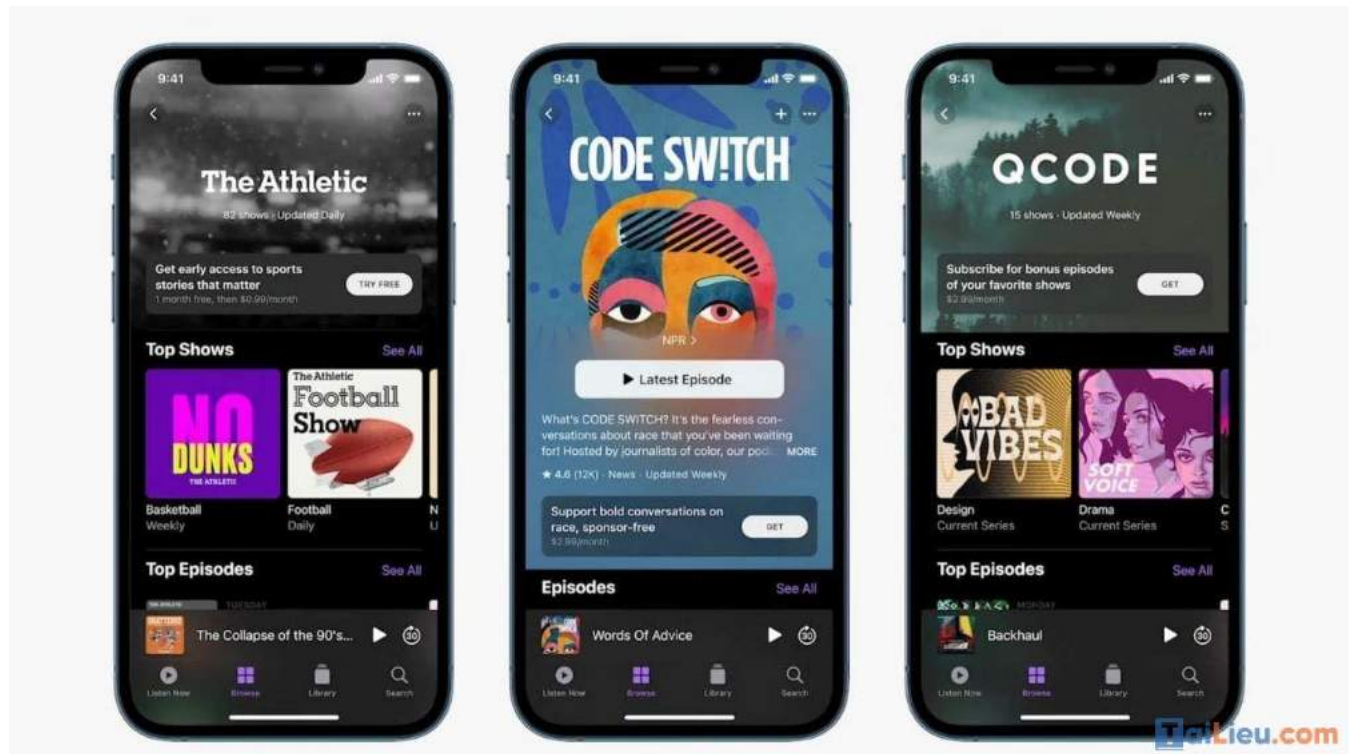 9:41
The Athletic
82 shows · Updated Daily
Get early access to sports
stories that matter
1 month free, then $0.99/month
TRY FREE
Top Shows
See All
NO
DUNKS
THE ATHLETIC
The Athletic
Football
Show
Basketball
Weekly
Football
Daily
N
U
Top Episodes
See All
THE ATHLETIC
TUESDAY
The Collapse of the 90's...
30
Listen Now
Browse
Library
Search
9:41
CODE SW!TCH
NPR >
Latest Episode
What's CODE SWITCH? It's the fearless con-
versations about race that you've been waiting
for! Hosted by journalists of color, our pod
MORE
★ 4.6 (12K) · News · Updated Weekly
Support bold conversations on
race, sponsor-free
$2.99/month
GET
Episodes
See All
Words Of Advice
30
Listen Now
Browse
Library
Search
9:41
QCODE
15 shows · Updated Weekly
Subscribe for bonus episodes
of your favorite shows
$2.99/month
GET
Top Shows
See All
BAD
VIBES
SOFT
VOICE
Design
Current Series
Drama
Current Series
C
S
Top Episodes
See All
MONDAY
Backhaul
30
Listen Now
Browse
Library
Search
TaiLieu.com